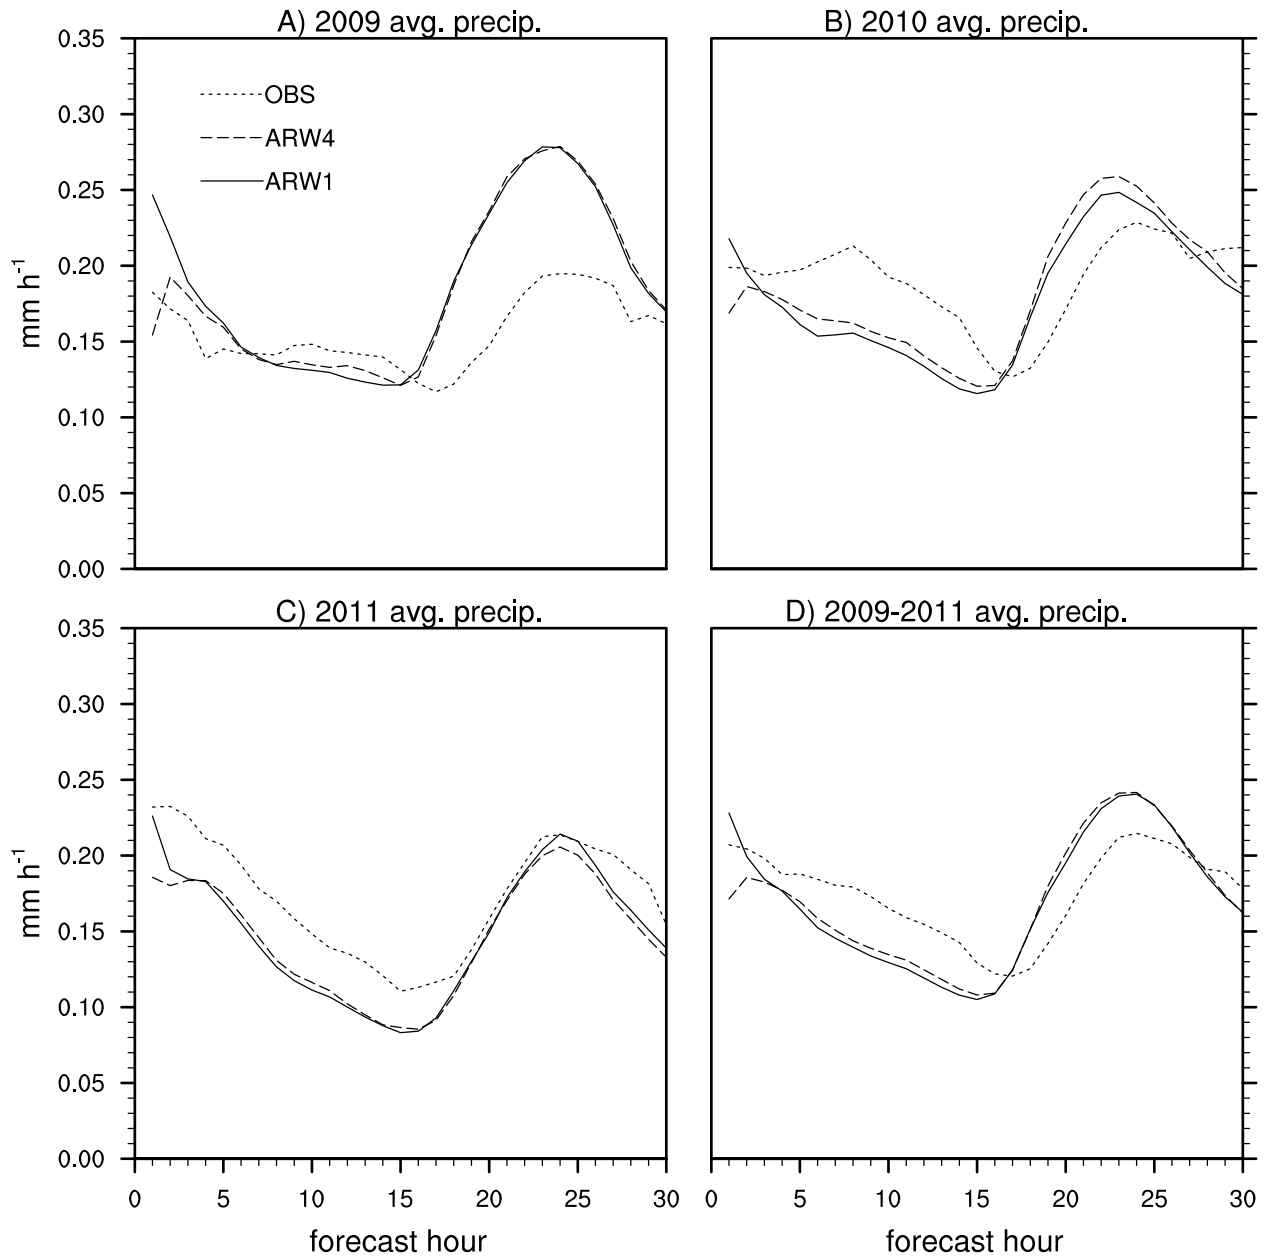 A) 2009 avg. precip.
B) 2010 avg. precip.
0.35
0.30
0.25
0.20
0.15
0.10
0.05
0.00
mm h-1
OBS
ARW4
ARW1
C) 2011 avg. precip.
D) 2009-2011 avg. precip.
0.35
0.30
0.25
0.20
0.15
0.10
0.05
0.00
mm h-1
0 5 10 15 20 25 30
0 5 10 15 20 25 30
forecast hour
forecast hour